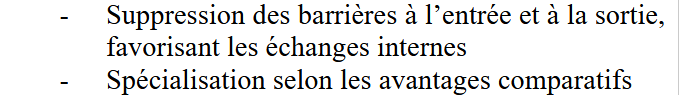 - Suppression des barrières à l’entrée et à la sortie,
favorisant les échanges internes
- Spécialisation selon les avantages comparatifs